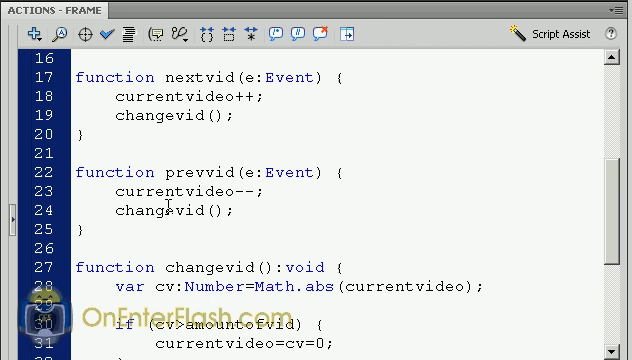 ACTIONS - FRAME
Script Assist
16
17 function nextvid(e:Event) {
18 currentvideo++;
19 changevid();
20 }
21
22 function prevvid(e:Event) {
23 currentvideo--;
24 changevid();
25 }
26
27 function changevid():void {
28 var cv:Number=Math.abs(currentvideo);
29
30 if (cv>amountofvid) {
31 currentvideo=cv=0;
OnEnterFrame.com